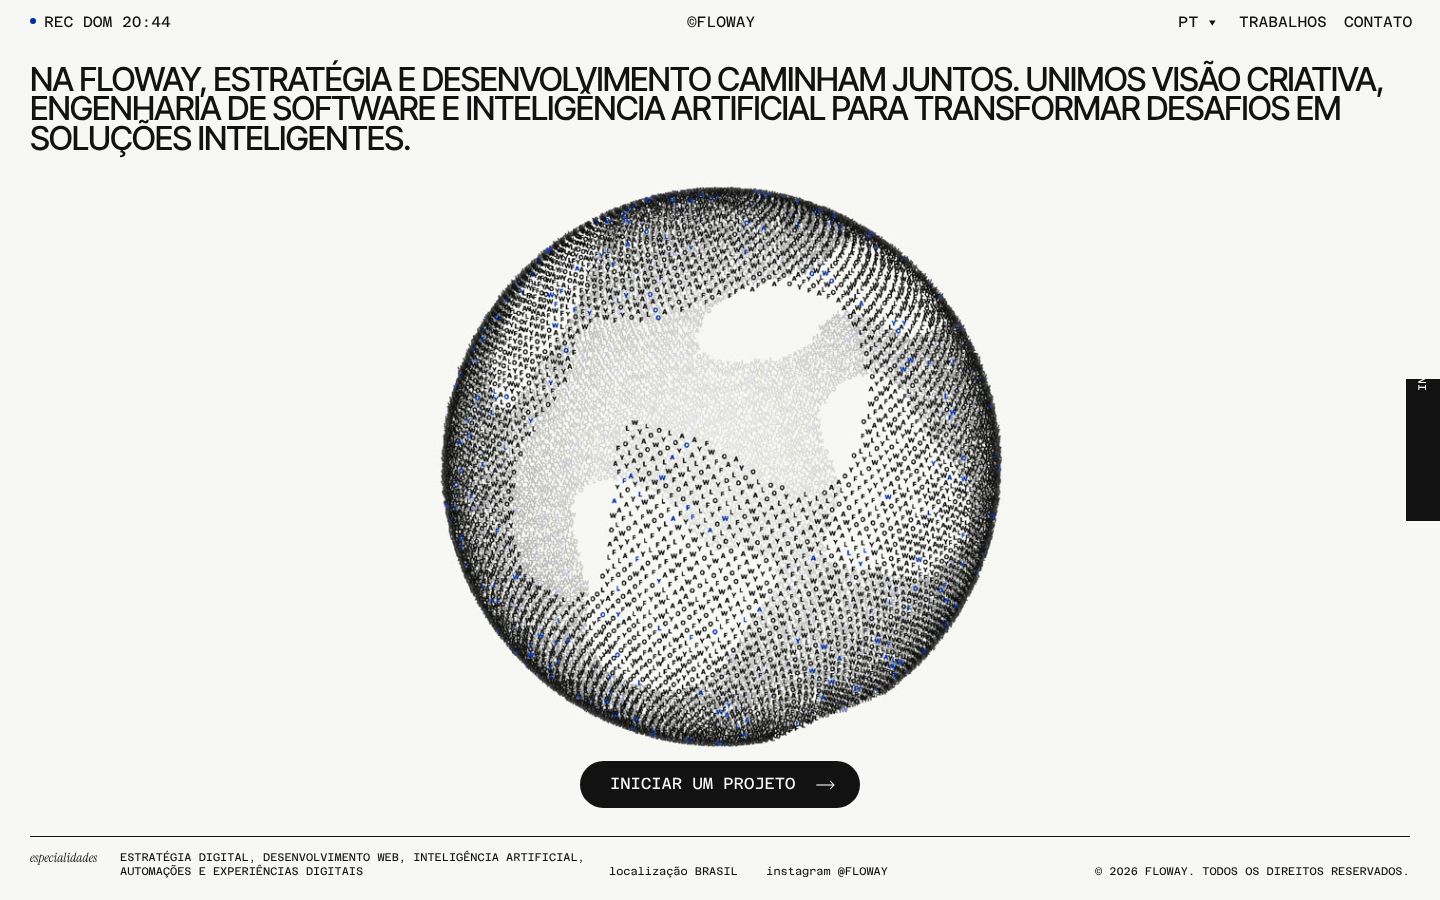 REC DOM 20:44
©FLOWAY
PT ▾ TRABALHOS CONTATO
NA FLOWAY, ESTRATÉGIA E DESENVOLVIMENTO CAMINHAM JUNTOS. UNIMOS VISÃO CRIATIVA,
ENGENHARIA DE SOFTWARE E INTELIGÊNCIA ARTIFICIAL PARA TRANSFORMAR DESAFIOS EM
SOLUÇÕES INTELIGENTES.
IN
INICIAR UM PROJETO →
especialidades
ESTRATÉGIA DIGITAL, DESENVOLVIMENTO WEB, INTELIGÊNCIA ARTIFICIAL,
AUTOMAÇÕES E EXPERIÊNCIAS DIGITAIS
localização BRASIL
instagram @FLOWAY
© 2026 FLOWAY. TODOS OS DIREITOS RESERVADOS.